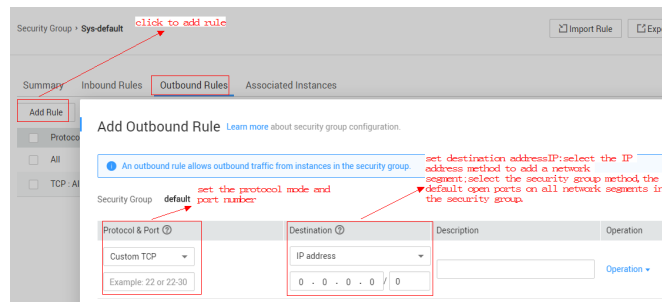 click to add rule
Security Group › Sys-default
Import Rule
Summary Inbound Rules Outbound Rules Associated Instances
Add Rule
Add Outbound Rule Learn more about security group configuration.
Protoco
All
An outbound rule allows outbound traffic from instances in the security group.
set destination addressIP:select the IP
address method to add a network
segment;select the security group method,the
default open ports on all network segments in
the security group.
TCP : Al
set the protocol mode and
port number
Security Group default
Protocol & Port Destination Description Operation
Custom TCP IP address
Example: 22 or 22-30 0 . 0 . 0 . 0 / 0 Operation